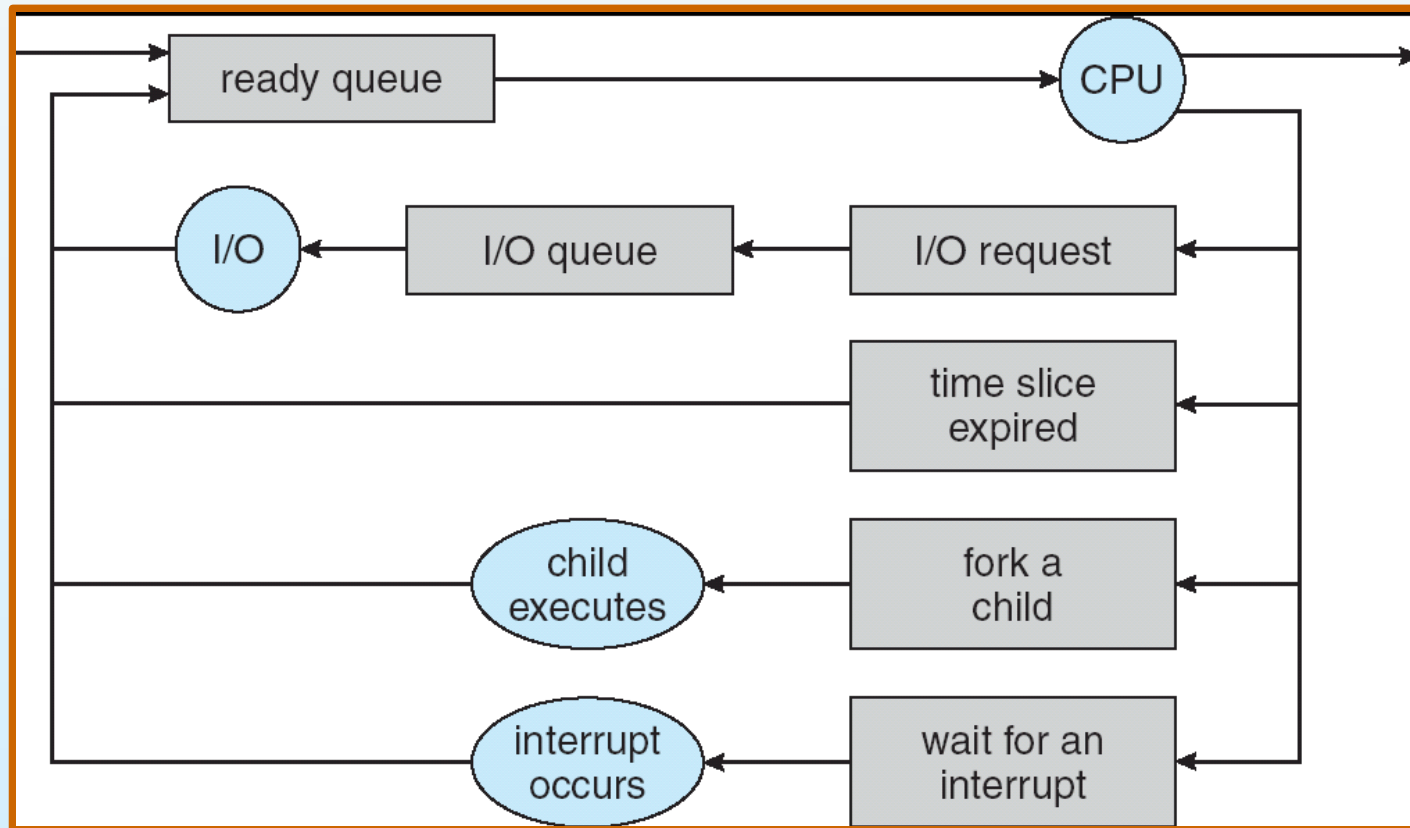 ready queue
CPU
I/O
I/O queue
I/O request
time slice
expired
child
executes
fork a
child
interrupt
occurs
wait for an
interrupt